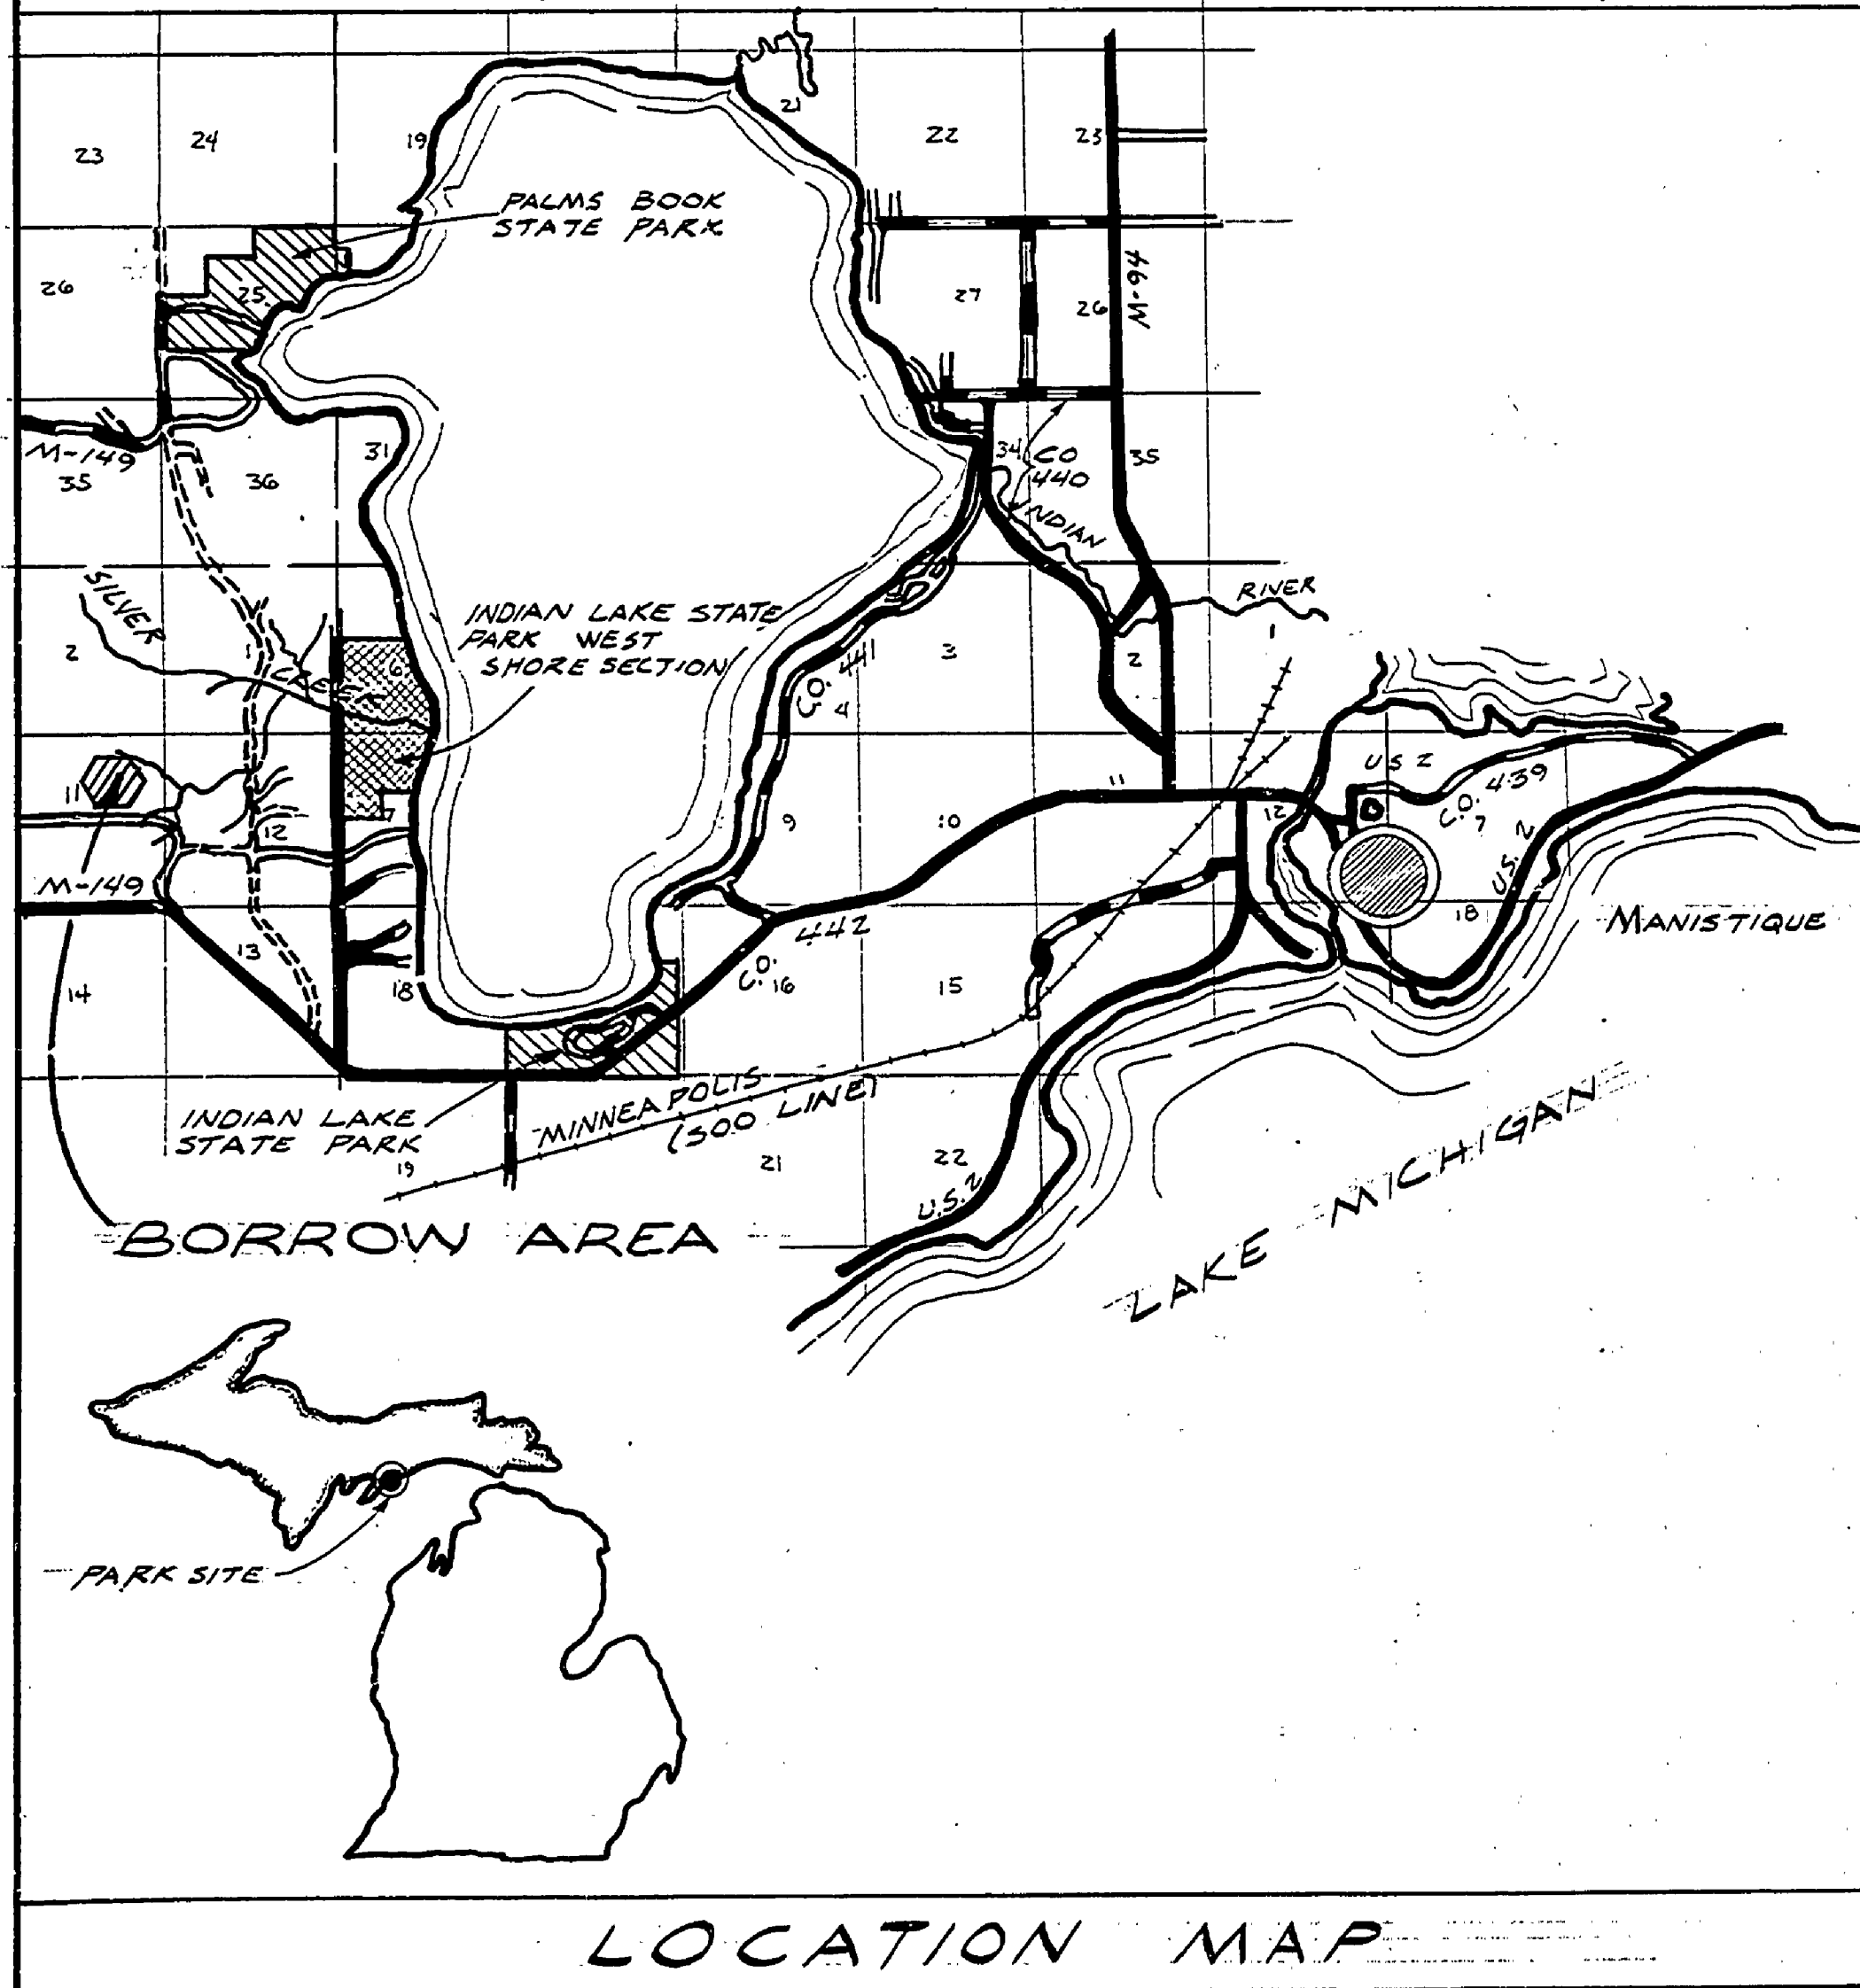 21
22
23
24
23
19
PALMS BOOK
STATE PARK
26
25
27
26
M-94
M-149
35
36
31
34
CO
440
35
INDIAN
RIVER
SILVER
CREEK
2
1
6
INDIAN LAKE STATE
PARK WEST
SHORE SECTION
CO. 441
4
3
2
1
11
12
7
9
10
11
12
U S 2
CO. 439
7
U.S. 2
18
MANISTIQUE
M-149
13
14
18
CO. 442
16
15
INDIAN LAKE
STATE PARK
MINNEAPOLIS
(SOO LINE)
19
21
22
U.S. 2
LAKE MICHIGAN
BORROW AREA
PARK SITE
LOCATION MAP